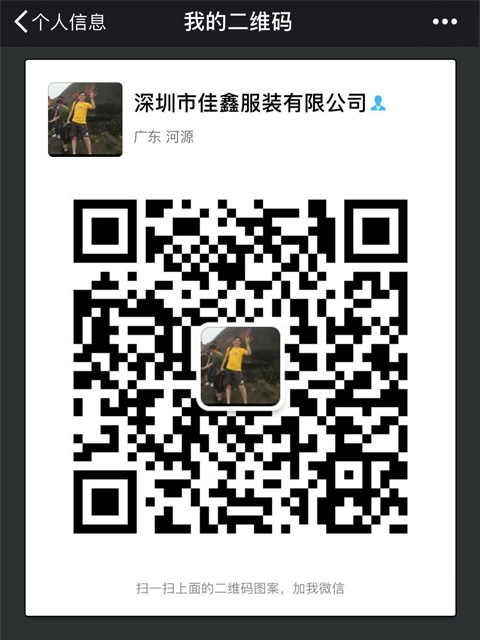 个人信息
我的二维码
深圳市佳鑫服装有限公司
广东 河源
扫一扫上面的二维码图案，加我微信